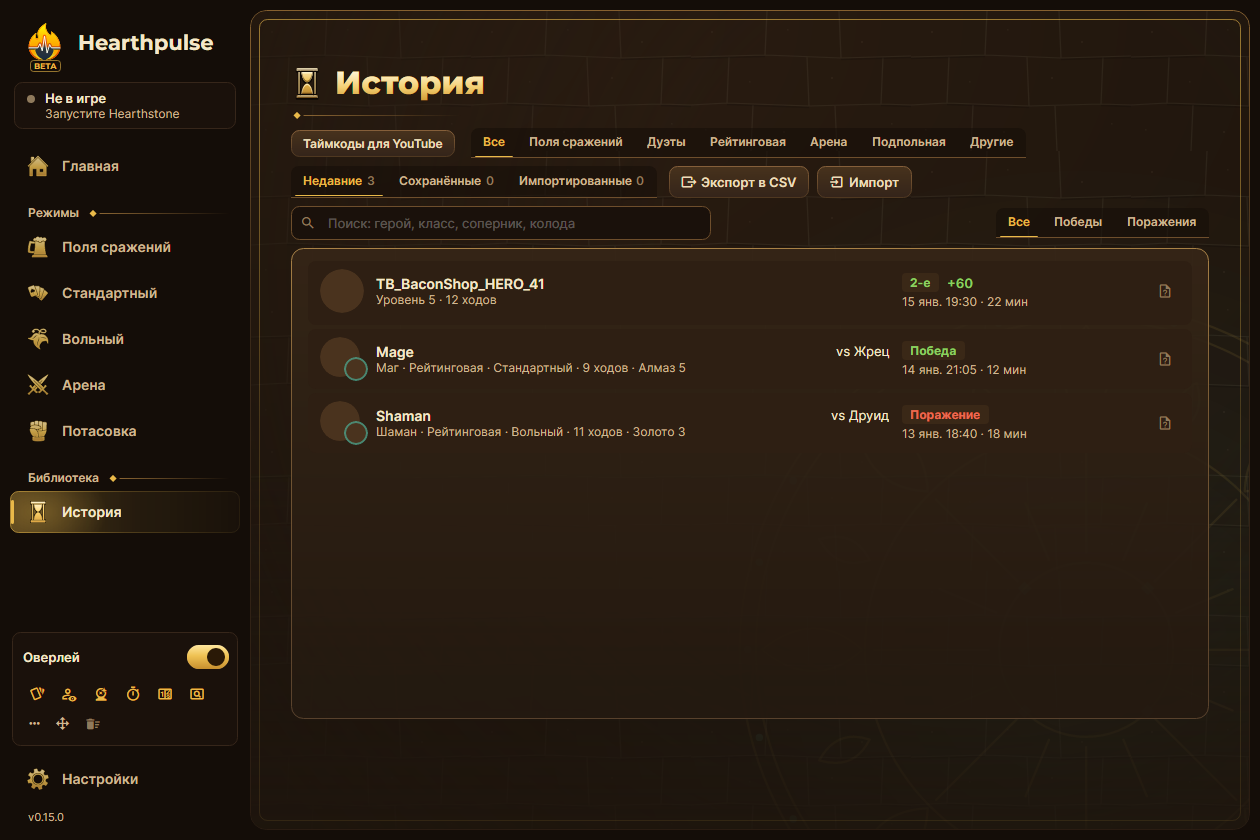 Hearthpulse
BETA
Не в игре
Запустите Hearthstone
Главная
Режимы
Поля сражений
Стандартный
Вольный
Арена
Потасовка
Библиотека
История
Оверлей
Настройки
v0.15.0
История
Таймкоды для YouTube
Все Поля сражений Дуэты Рейтинговая Арена Подпольная Другие
Недавние 3 Сохранённые 0 Импортированные 0 Экспорт в CSV Импорт
Поиск: герой, класс, соперник, колода
Все Победы Поражения
TB_BaconShop_HERO_41
Уровень 5 · 12 ходов
2-е +60
15 янв. 19:30 · 22 мин
Mage
Маг · Рейтинговая · Стандартный · 9 ходов · Алмаз 5
vs Жрец
Победа
14 янв. 21:05 · 12 мин
Shaman
Шаман · Рейтинговая · Вольный · 11 ходов · Золото 3
vs Друид
Поражение
13 янв. 18:40 · 18 мин